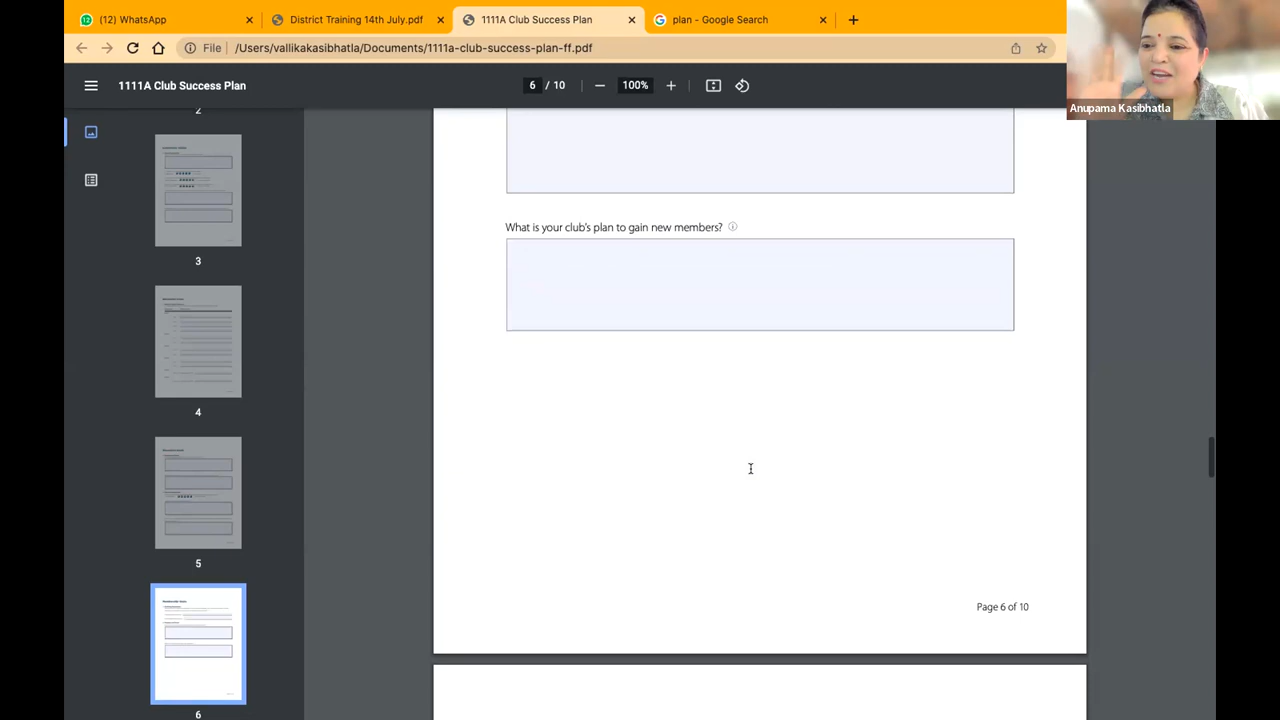 (12) WhatsApp
District Training 14th July.pdf
1111A Club Success Plan
plan - Google Search
File
/Users/vallikakasibhatla/Documents/1111a-club-success-plan-ff.pdf
1111A Club Success Plan
6 / 10
100%
Anupama Kasibhatla
2
3
4
5
6
What is your club's plan to gain new members?
Page 6 of 10